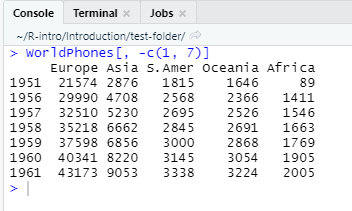 Console Terminal × Jobs ×
~/R-intro/Introduction/test-folder/
> WorldPhones[, -c(1, 7)]
Europe Asia S.Amer Oceania Africa
1951 21574 2876 1815 1646 89
1956 29990 4708 2568 2366 1411
1957 32510 5230 2695 2526 1546
1958 35218 6662 2845 2691 1663
1959 37598 6856 3000 2868 1769
1960 40341 8220 3145 3054 1905
1961 43173 9053 3338 3224 2005
>